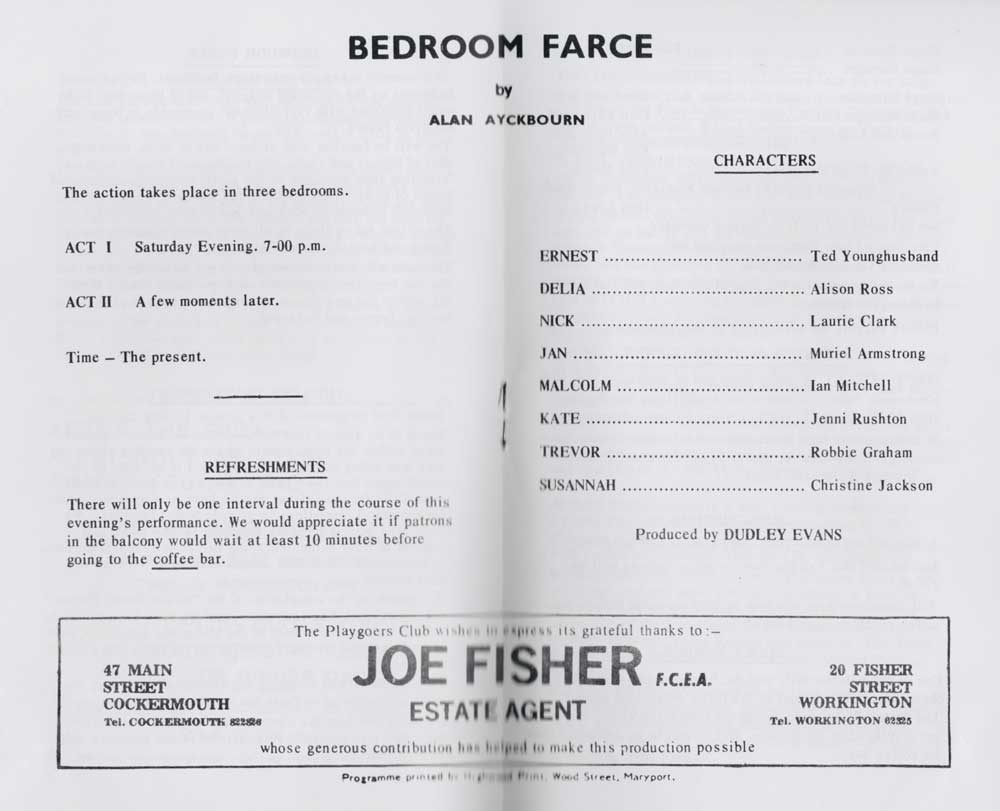 BEDROOM FARCE
by
ALAN AYCKBOURN
The action takes place in three bedrooms.
ACT I Saturday Evening. 7-00 p.m.
ACT II A few moments later.
Time – The present.
REFRESHMENTS
There will only be one interval during the course of this
evening's performance. We would appreciate it if patrons
in the balcony would wait at least 10 minutes before
going to the coffee bar.
CHARACTERS
ERNEST .................................. Ted Younghusband
DELIA ...................................... Alison Ross
NICK ....................................... Laurie Clark
JAN ........................................ Muriel Armstrong
MALCOLM ................................ Ian Mitchell
KATE ...................................... Jenni Rushton
TREVOR .................................. Robbie Graham
SUSANNAH ................................ Christine Jackson
Produced by DUDLEY EVANS
The Playgoers Club wishes to express its grateful thanks to :–
JOE FISHER F.C.E.A.
ESTATE AGENT
47 MAIN
STREET
COCKERMOUTH
Tel. COCKERMOUTH
20 FISHER
STREET
WORKINGTON
Tel. WORKINGTON 62325
whose generous contribution has helped to make this production possible
Programme printed by Print, Wood Street, Maryport.